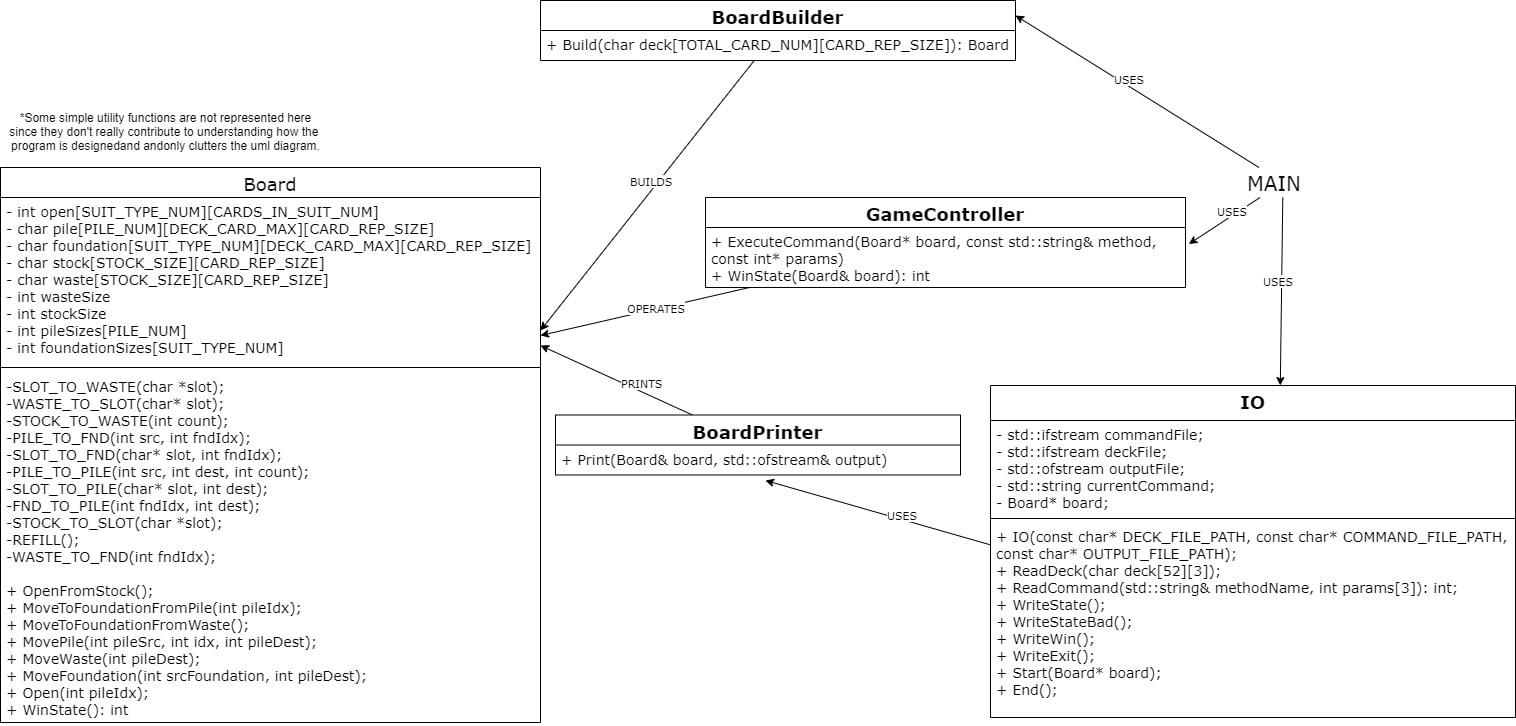 BoardBuilder
+ Build(char deck[TOTAL_CARD_NUM][CARD_REP_SIZE]): Board
USES
*Some simple utility functions are not represented here
since they don't really contribute to understanding how the
program is designedand andonly clutters the uml diagram.
BUILDS
MAIN
Board
- int open[SUIT_TYPE_NUM][CARDS_IN_SUIT_NUM]
- char pile[PILE_NUM][DECK_CARD_MAX][CARD_REP_SIZE]
- char foundation[SUIT_TYPE_NUM][DECK_CARD_MAX][CARD_REP_SIZE]
- char stock[STOCK_SIZE][CARD_REP_SIZE]
- char waste[STOCK_SIZE][CARD_REP_SIZE]
- int wasteSize
- int stockSize
- int pileSizes[PILE_NUM]
- int foundationSizes[SUIT_TYPE_NUM]
-SLOT_TO_WASTE(char *slot);
-WASTE_TO_SLOT(char* slot);
-STOCK_TO_WASTE(int count);
-PILE_TO_FND(int src, int fndIdx);
-SLOT_TO_FND(char* slot, int fndIdx);
-PILE_TO_PILE(int src, int dest, int count);
-SLOT_TO_PILE(char* slot, int dest);
-FND_TO_PILE(int fndIdx, int dest);
-STOCK_TO_SLOT(char *slot);
-REFILL();
-WASTE_TO_FND(int fndIdx);
+ OpenFromStock();
+ MoveToFoundationFromPile(int pileIdx);
+ MoveToFoundationFromWaste();
+ MovePile(int pileSrc, int idx, int pileDest);
+ MoveWaste(int pileDest);
+ MoveFoundation(int srcFoundation, int pileDest);
+ Open(int pileIdx);
+ WinState(): int
USES
GameController
+ ExecuteCommand(Board* board, const std::string& method,
const int* params)
+ WinState(Board& board): int
OPERATES
USES
PRINTS
BoardPrinter
+ Print(Board& board, std::ofstream& output)
USES
IO
- std::ifstream commandFile;
- std::ifstream deckFile;
- std::ofstream outputFile;
- std::string currentCommand;
- Board* board;
+ IO(const char* DECK_FILE_PATH, const char* COMMAND_FILE_PATH,
const char* OUTPUT_FILE_PATH);
+ ReadDeck(char deck[52][3]);
+ ReadCommand(std::string& methodName, int params[3]): int;
+ WriteState();
+ WriteStateBad();
+ WriteWin();
+ WriteExit();
+ Start(Board* board);
+ End();